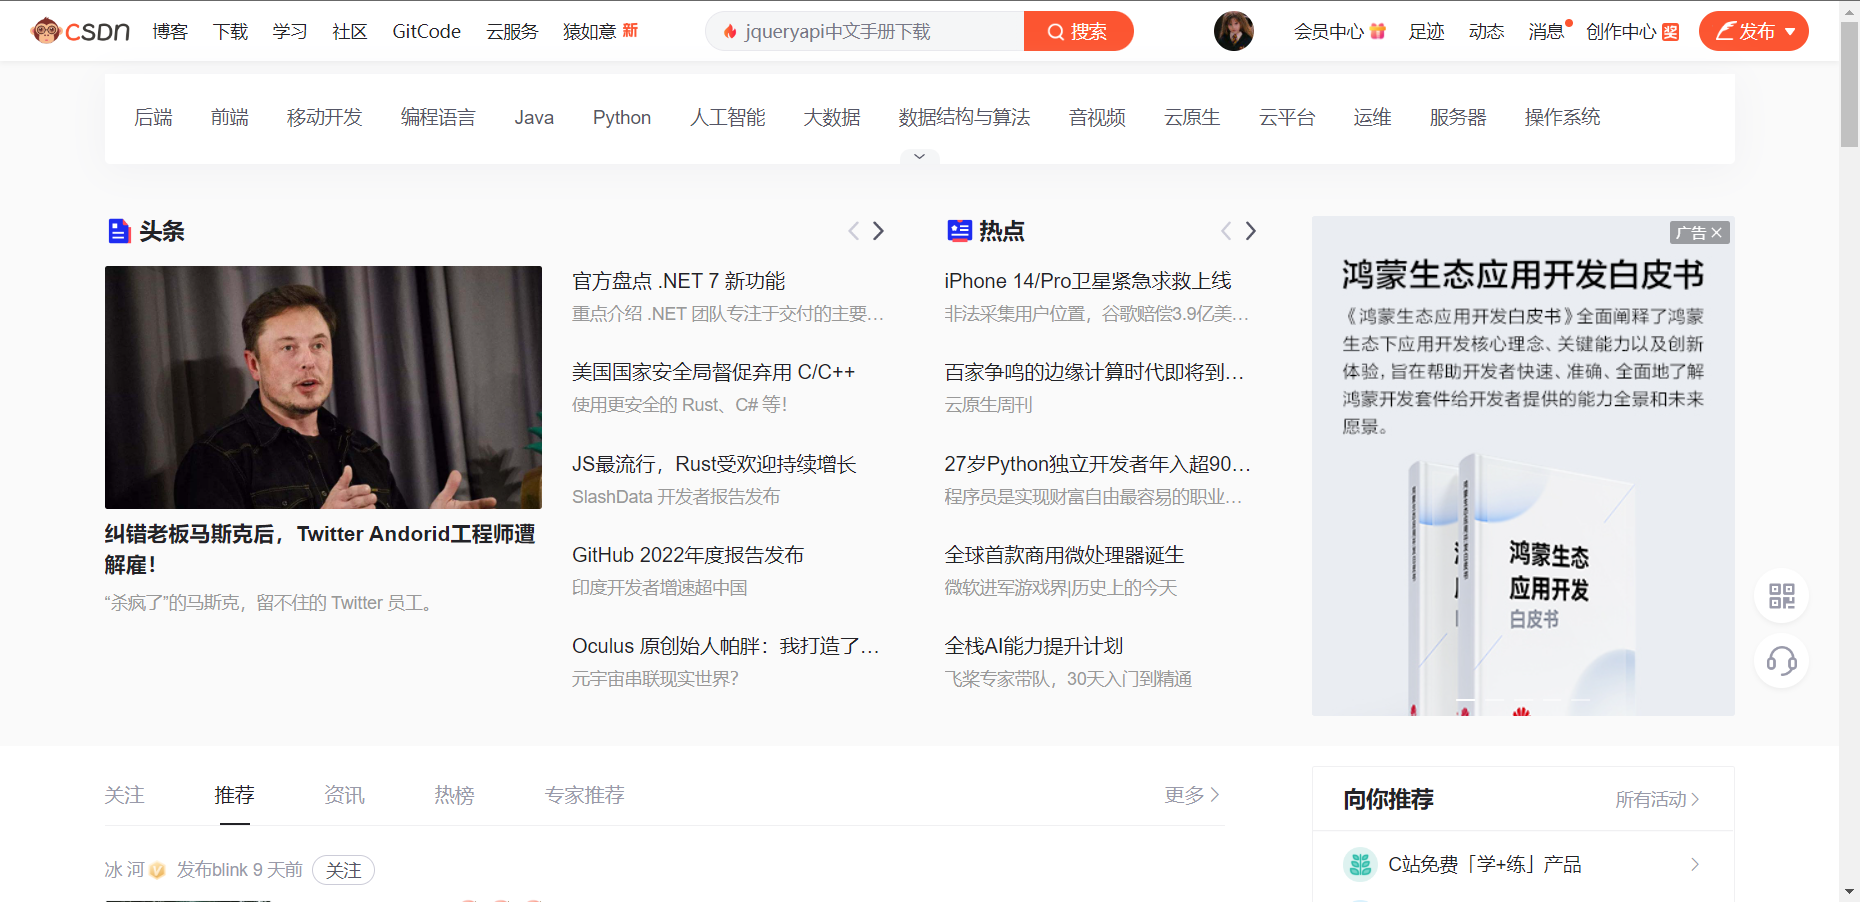 CSDN 博客 下载 学习 社区 GitCode 云服务 猿如意 新 jqueryapi中文手册下载 搜索 会员中心 足迹 动态 消息 创作中心 奖 发布
后端 前端 移动开发 编程语言 Java Python 人工智能 大数据 数据结构与算法 音视频 云原生 云平台 运维 服务器 操作系统
头条
纠错老板马斯克后，Twitter Andorid工程师遭
解雇！
“杀疯了”的马斯克，留不住的 Twitter 员工。
官方盘点 .NET 7 新功能
重点介绍 .NET 团队专注于交付的主要…
美国国家安全局督促弃用 C/C++
使用更安全的 Rust、C# 等！
JS最流行，Rust受欢迎持续增长
SlashData 开发者报告发布
GitHub 2022年度报告发布
印度开发者增速超中国
Oculus 原创始人帕胖：我打造了…
元宇宙串联现实世界？
热点
iPhone 14/Pro卫星紧急求救上线
非法采集用户位置，谷歌赔偿3.9亿美…
百家争鸣的边缘计算时代即将到…
云原生周刊
27岁Python独立开发者年入超90…
程序员是实现财富自由最容易的职业…
全球首款商用微处理器诞生
微软进军游戏界|历史上的今天
全栈AI能力提升计划
飞桨专家带队，30天入门到精通
广告
鸿蒙生态应用开发白皮书
《鸿蒙生态应用开发白皮书》全面阐释了鸿蒙
生态下应用开发核心理念、关键能力以及创新
体验，旨在帮助开发者快速、准确、全面地了解
鸿蒙开发套件给开发者提供的能力全景和未来
愿景。
鸿蒙生态应用开发白皮书
鸿蒙生态应用开发白皮书
鸿蒙生态
应用开发
白皮书
关注 推荐 资讯 热榜 专家推荐 更多
冰 河 发布blink 9 天前 关注
向你推荐 所有活动
C站免费「学+练」产品